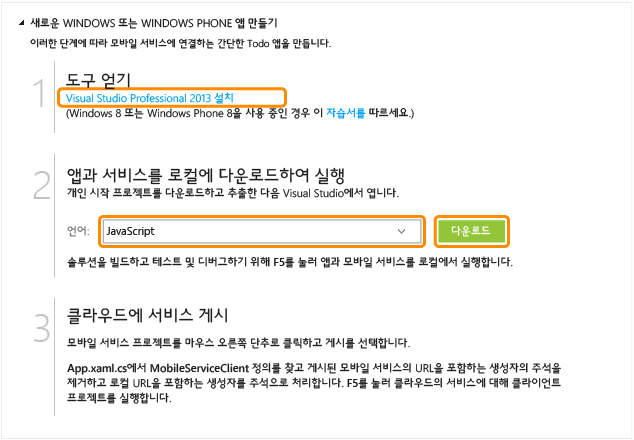 새로운 WINDOWS 또는 WINDOWS PHONE 앱 만들기
이러한 단계에 따라 모바일 서비스에 연결하는 간단한 Todo 앱을 만듭니다.
1
도구 얻기
Visual Studio Professional 2013 설치
(Windows 8 또는 Windows Phone 8을 사용 중인 경우 이 자습서를 따르세요.)
2
앱과 서비스를 로컬에 다운로드하여 실행
개인 시작 프로젝트를 다운로드하고 추출한 다음 Visual Studio에서 엽니다.
언어: JavaScript 다운로드
솔루션을 빌드하고 테스트 및 디버그하기 위해 F5를 눌러 앱과 모바일 서비스를 로컬에서 실행합니다.
3
클라우드에 서비스 게시
모바일 서비스 프로젝트를 마우스 오른쪽 단추로 클릭하고 게시를 선택합니다.
App.xaml.cs에서 MobileServiceClient 정의를 찾고 게시된 모바일 서비스의 URL을 포함하는 생성자의 주석을
제거하고 로컬 URL을 포함하는 생성자를 주석으로 처리합니다. F5를 눌러 클라우드의 서비스에 대해 클라이언트
프로젝트를 실행합니다.